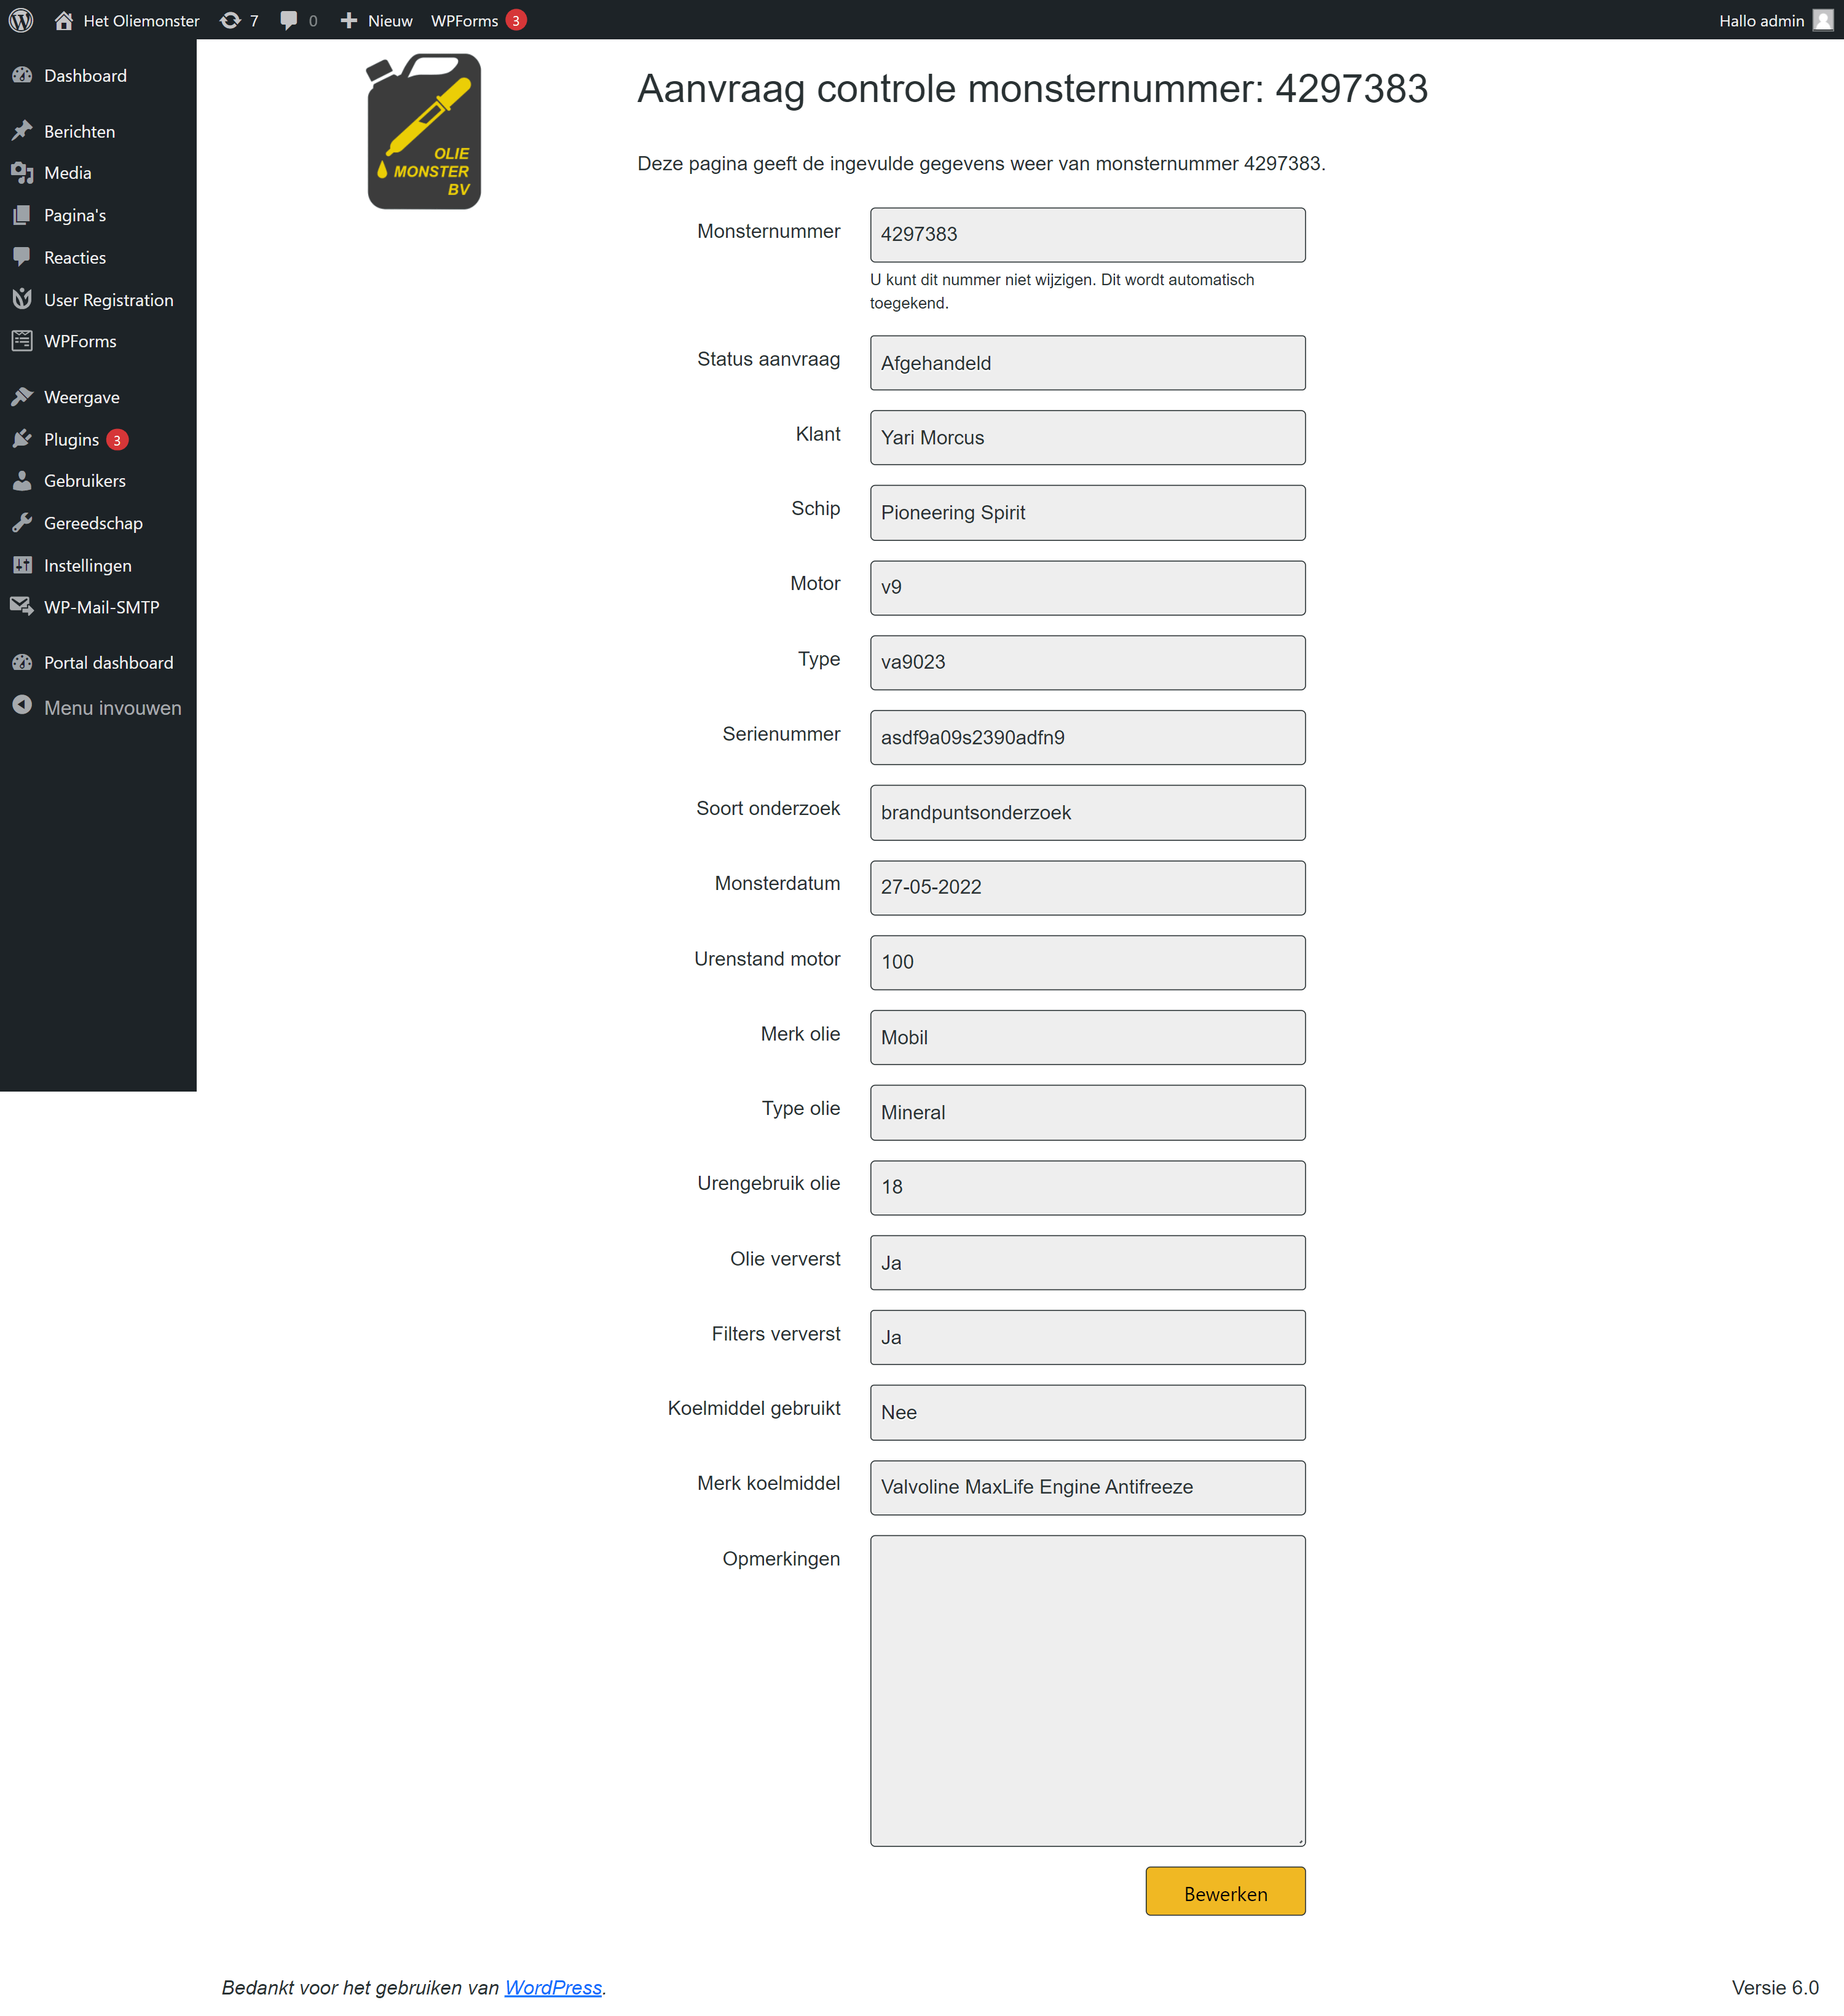 Het Oliemonster 7 0 Nieuw WPForms 3 Hallo admin
Dashboard
Berichten
Media
Pagina's
Reacties
User Registration
WPForms
Weergave
Plugins 3
Gebruikers
Gereedschap
Instellingen
WP-Mail-SMTP
Portal dashboard
Menu invouwen
OLIE
MONSTER
BV
Aanvraag controle monsternummer: 4297383
Deze pagina geeft de ingevulde gegevens weer van monsternummer 4297383.
Monsternummer 4297383
U kunt dit nummer niet wijzigen. Dit wordt automatisch
toegekend.
Status aanvraag Afgehandeld
Klant Yari Morcus
Schip Pioneering Spirit
Motor v9
Type va9023
Serienummer asdf9a09s2390adfn9
Soort onderzoek brandpuntsonderzoek
Monsterdatum 27-05-2022
Urenstand motor 100
Merk olie Mobil
Type olie Mineral
Urengebruik olie 18
Olie ververst Ja
Filters ververst Ja
Koelmiddel gebruikt Nee
Merk koelmiddel Valvoline MaxLife Engine Antifreeze
Opmerkingen
Bewerken
Bedankt voor het gebruiken van WordPress. Versie 6.0